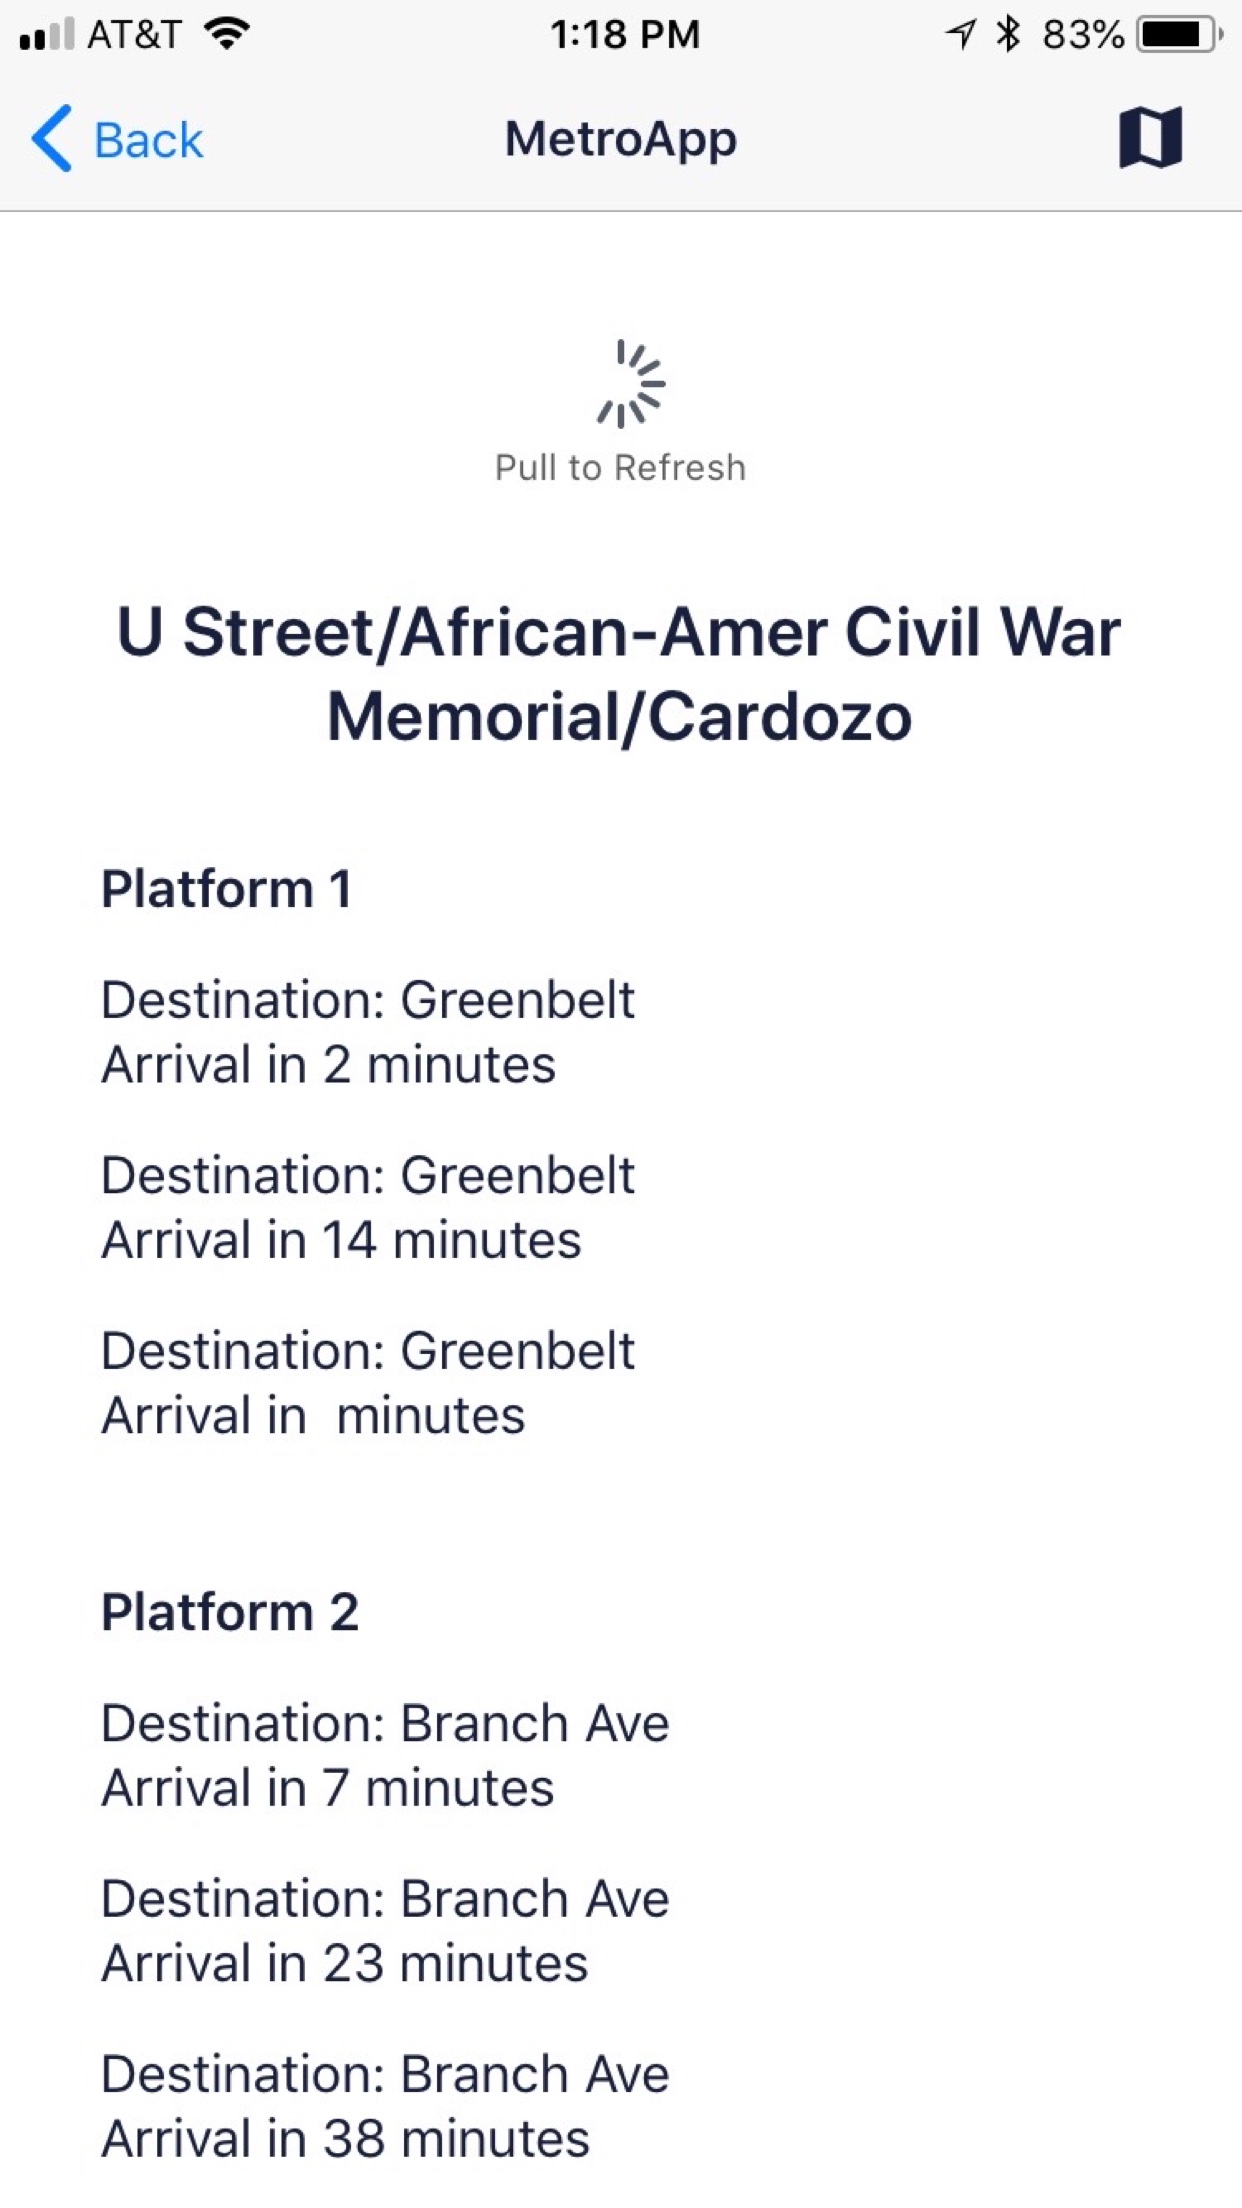 AT&T 1:18 PM 83%
Back MetroApp
Pull to Refresh
U Street/African-Amer Civil War
Memorial/Cardozo
Platform 1
Destination: Greenbelt
Arrival in 2 minutes
Destination: Greenbelt
Arrival in 14 minutes
Destination: Greenbelt
Arrival in  minutes
Platform 2
Destination: Branch Ave
Arrival in 7 minutes
Destination: Branch Ave
Arrival in 23 minutes
Destination: Branch Ave
Arrival in 38 minutes